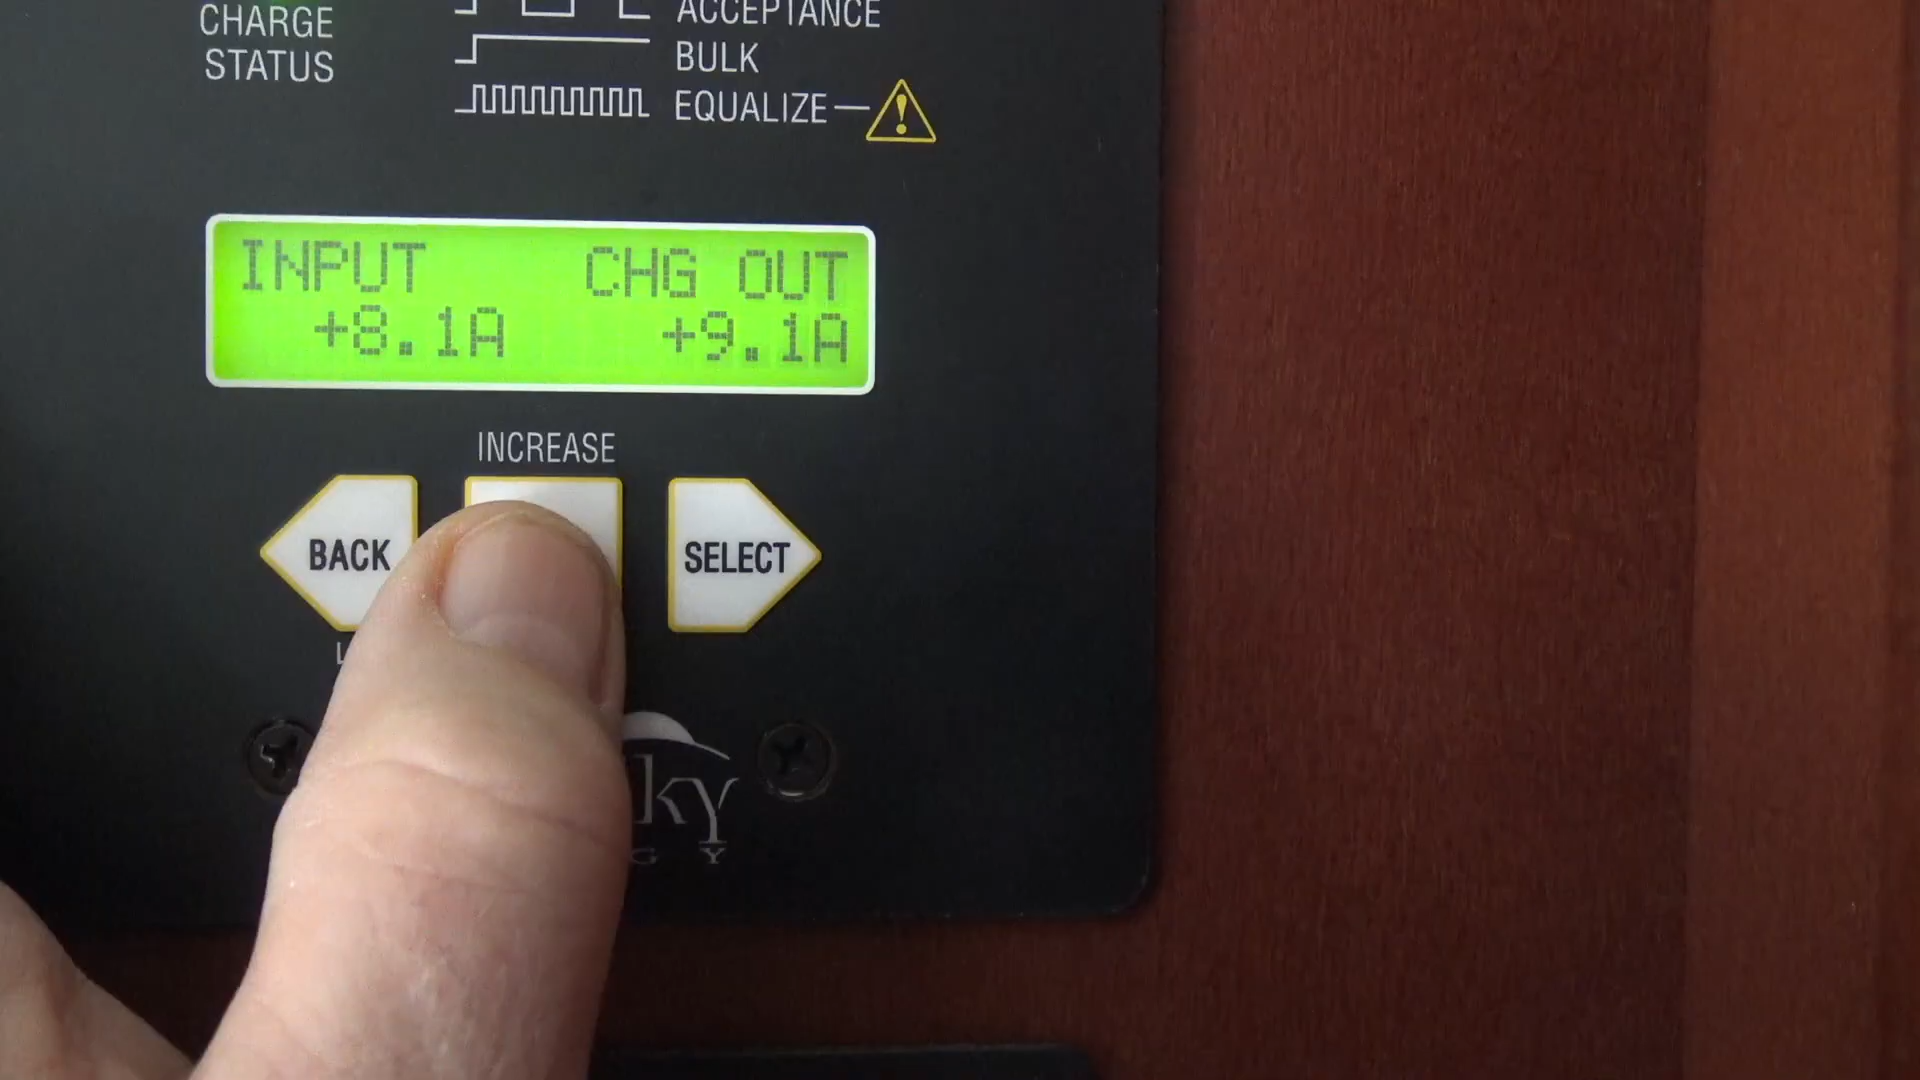 CHARGE
STATUS
ACCEPTANCE
BULK
EQUALIZE
INPUT CHG OUT
+8.1A +9.1A
INCREASE
BACK
SELECT